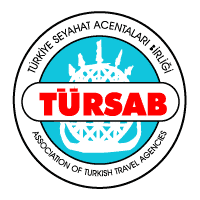 TÜRKİYE SEYAHAT ACENTALARI BİRLİĞİ
TÜRSAB
ASSOCIATION OF TURKISH TRAVEL AGENCIES